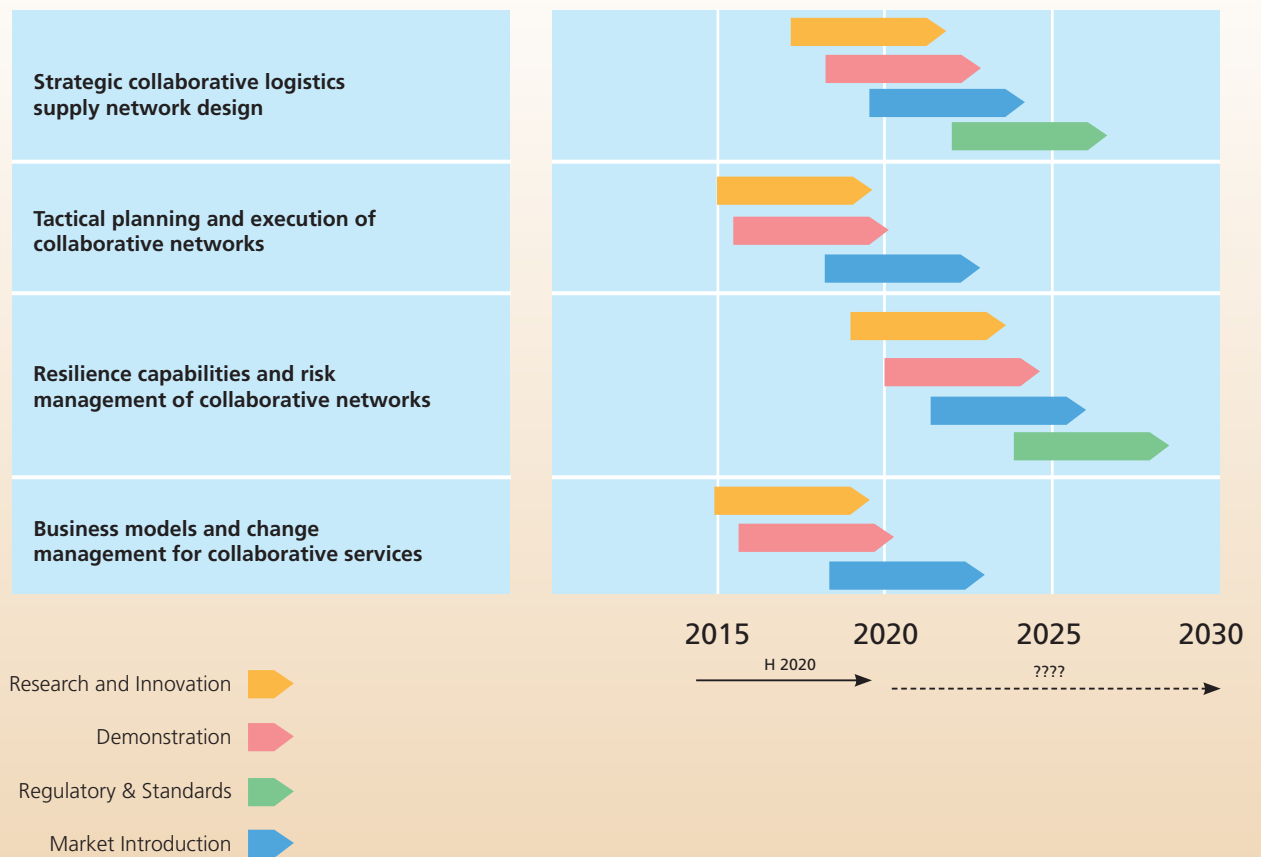 Strategic collaborative logistics
supply network design
Tactical planning and execution of
collaborative networks
Resilience capabilities and risk
management of collaborative networks
Business models and change
management for collaborative services
2015 2020 2025 2030
H 2020 ????
Research and Innovation
Demonstration
Regulatory & Standards
Market Introduction